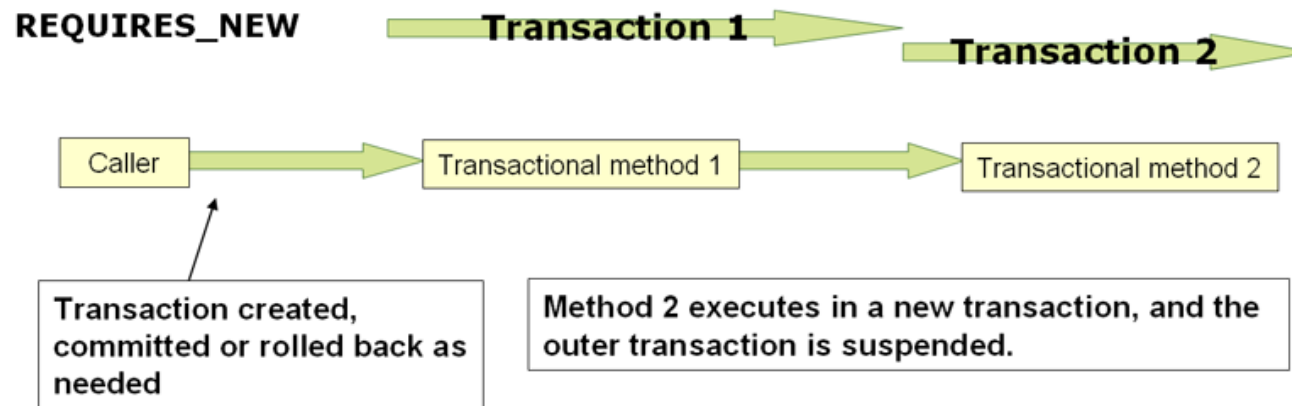 REQUIRES_NEW
Transaction 1
Transaction 2
Caller
Transactional method 1
Transactional method 2
Transaction created,
committed or rolled back as
needed
Method 2 executes in a new transaction, and the
outer transaction is suspended.